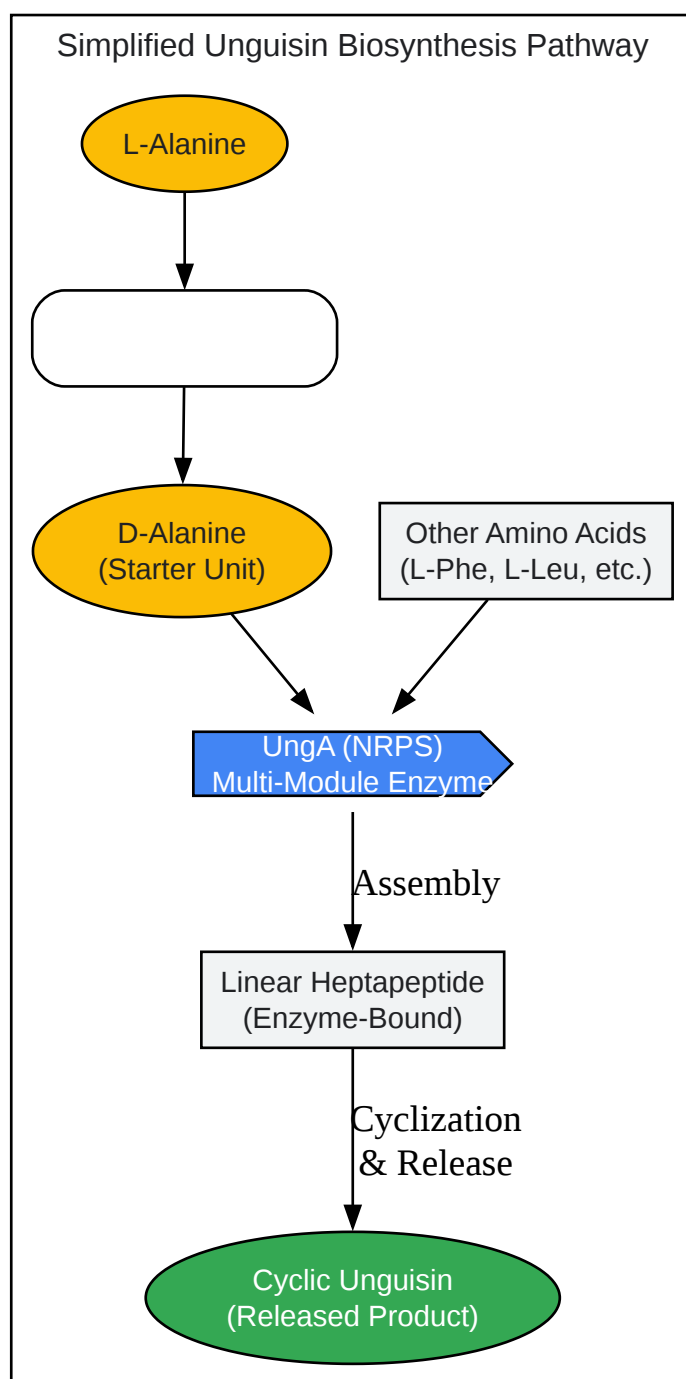 Simplified Unguisin Biosynthesis Pathway
L-Alanine
D-Alanine
(Starter Unit)
Other Amino Acids
(L-Phe, L-Leu, etc.)
UngA (NRPS)
Multi-Module Enzyme
Assembly
Linear Heptapeptide
(Enzyme-Bound)
Cyclization
& Release
Cyclic Unguisin
(Released Product)